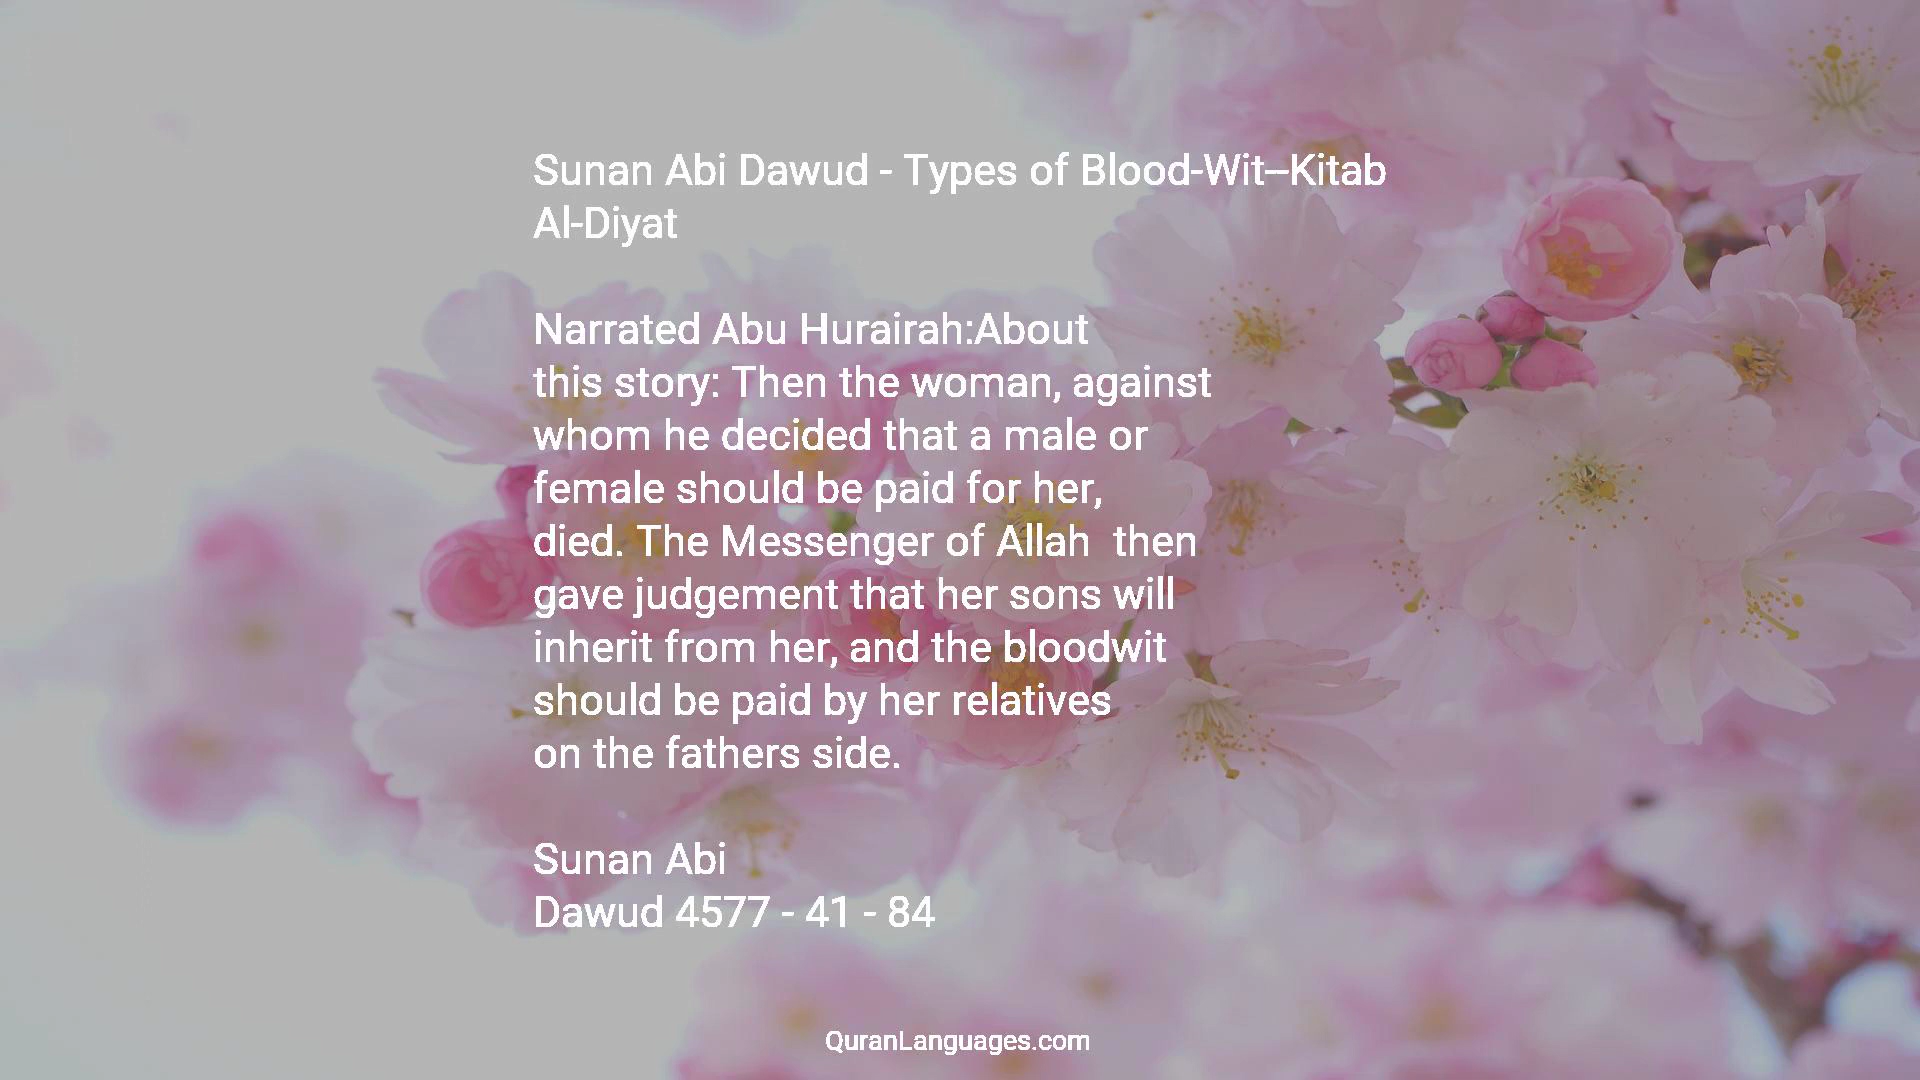 Sunan Abi Dawud - Types of Blood-Wit--Kitab
Al-Diyat
Narrated Abu Hurairah:About
this story: Then the woman, against
whom he decided that a male or
female should be paid for her,
died. The Messenger of Allah  then
gave judgement that her sons will
inherit from her, and the bloodwit
should be paid by her relatives
on the fathers side.
Sunan Abi
Dawud 4577 - 41 - 84
QuranLanguages.com